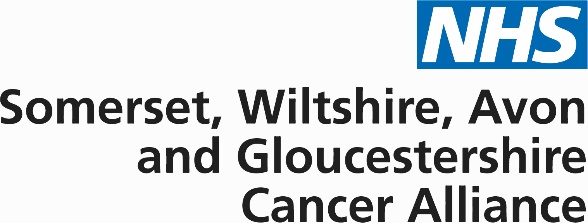 NHS
Somerset, Wiltshire, Avon
and Gloucestershire
Cancer Alliance